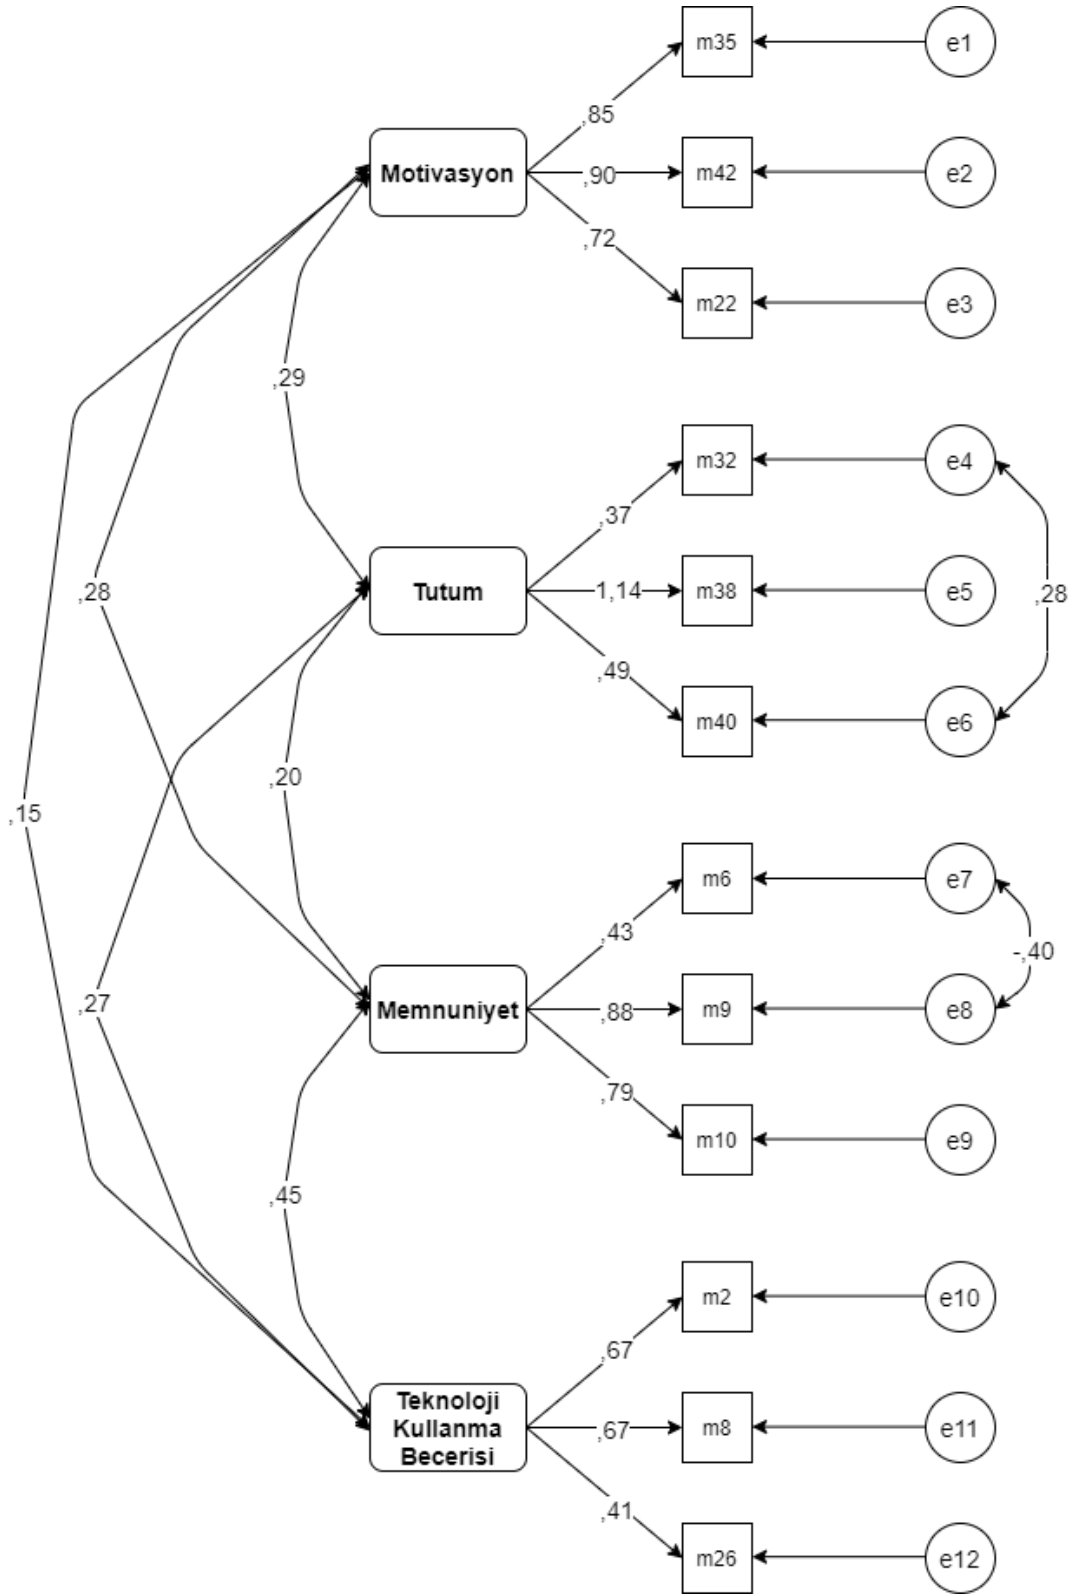 m35
e1
,85
Motivasyon
,90
m42
e2
,72
m22
e3
,29
m32
e4
,37
Tutum
1,14
m38
e5
,28
,28
,49
m40
e6
,20
,15
m6
e7
,43
-,40
,27
Memnuniyet
,88
m9
e8
,79
m10
e9
,45
m2
e10
,67
Teknoloji
Kullanma
Becerisi
,67
m8
e11
,41
m26
e12